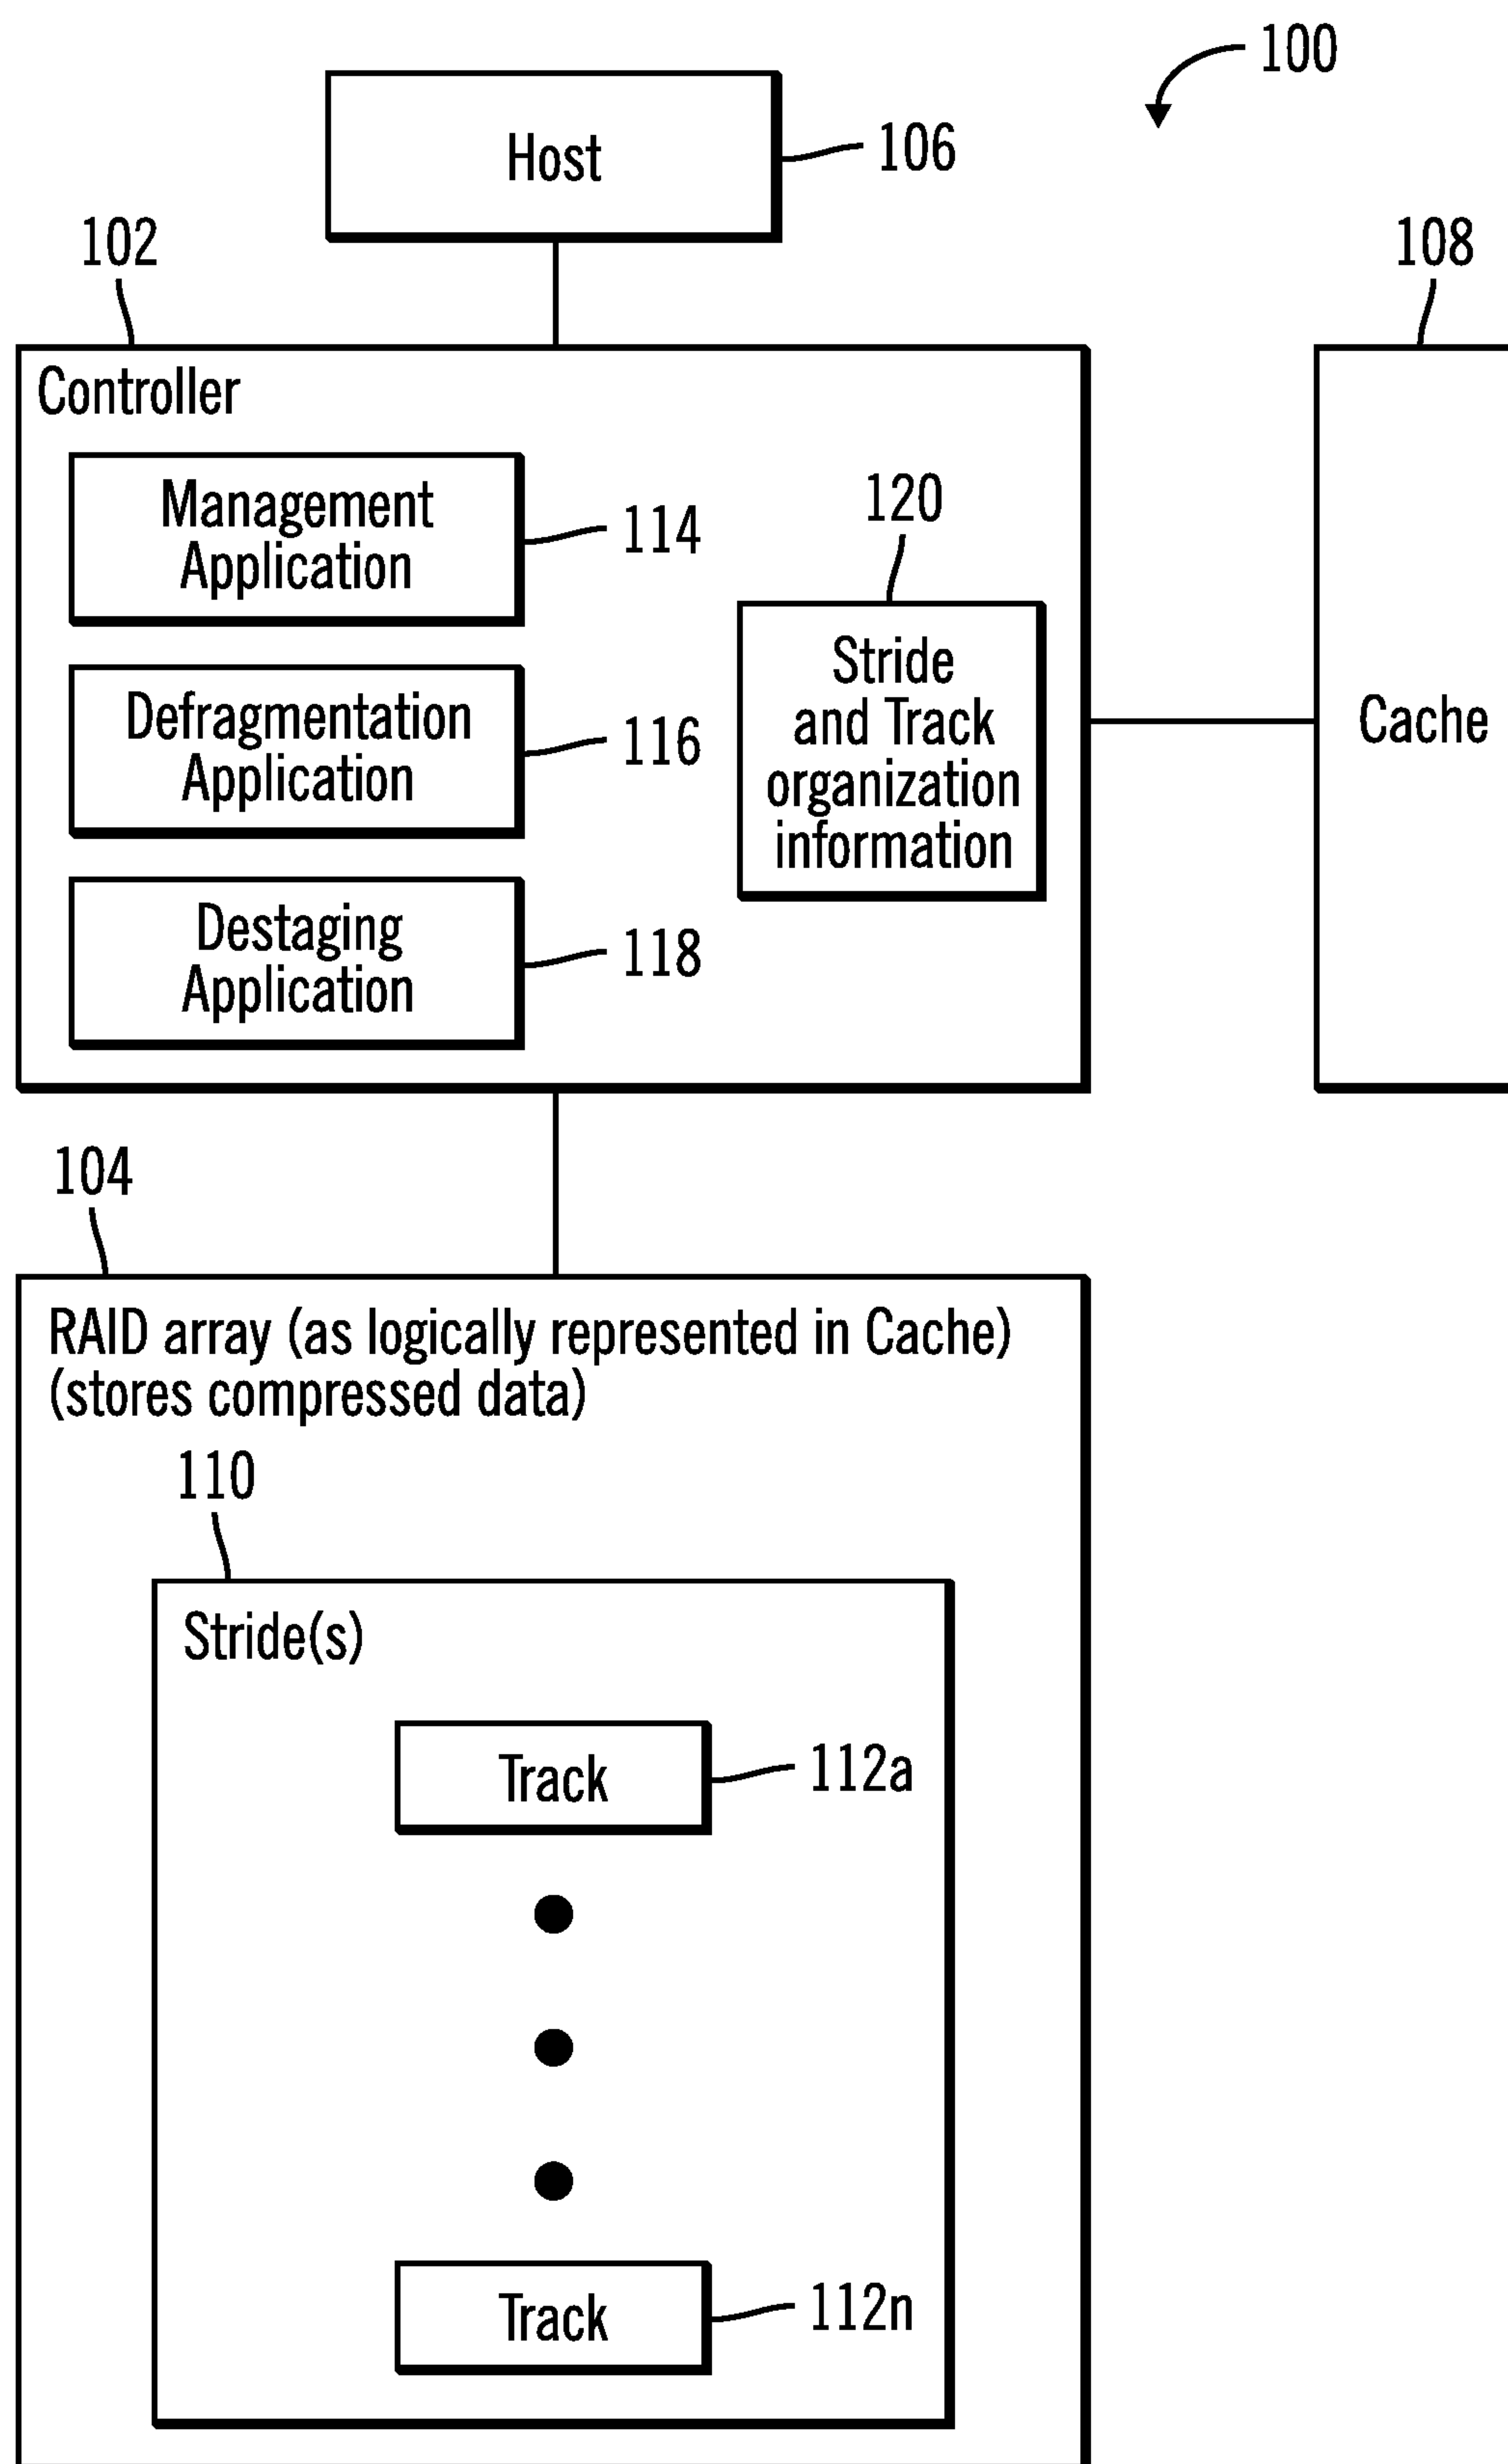 100
Host
106
102
108
Controller
Management
Application
114
120
Stride
and Track
organization
information
Defragmentation
Application
116
Cache
Destaging
Application
118
104
RAID array (as logically represented in Cache)
(stores compressed data)
110
Stride(s)
Track
112a
Track
112n